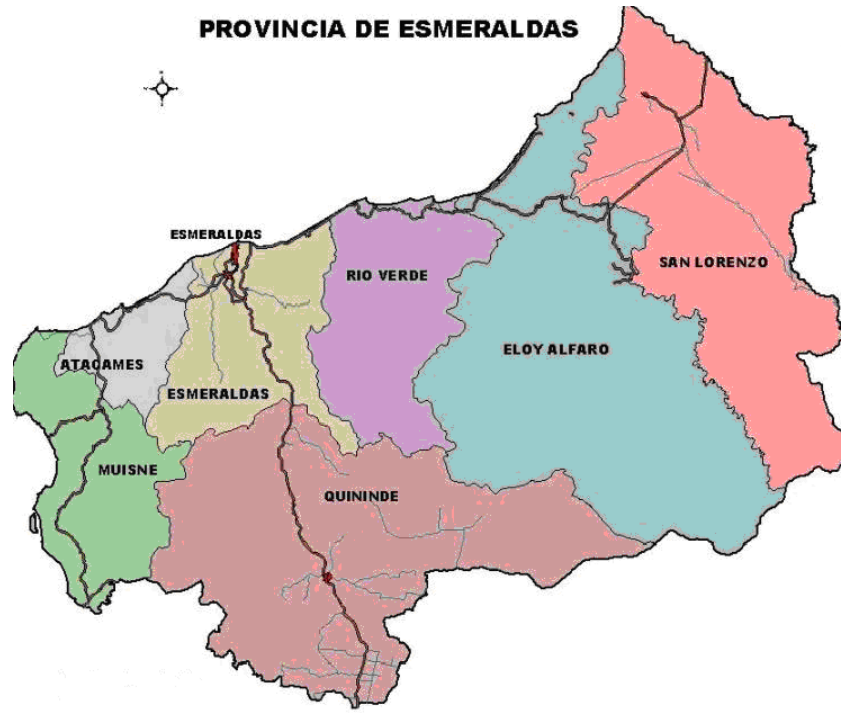 PROVINCIA DE ESMERALDAS
ESMERALDAS
RIO VERDE
SAN LORENZO
ELOY ALFARO
ATACAMES
ESMERALDAS
MUISNE
QUININDE